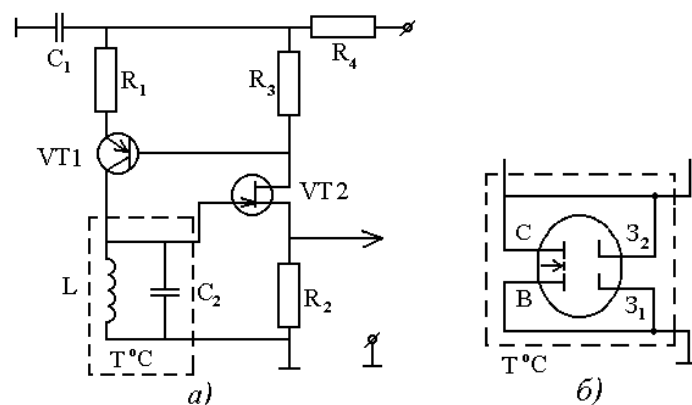 C₁
R₁
R₃
R₄
VT1
VT2
L
C₂
R₂
T°C
а)
С
В
З₂
З₁
T°C
б)